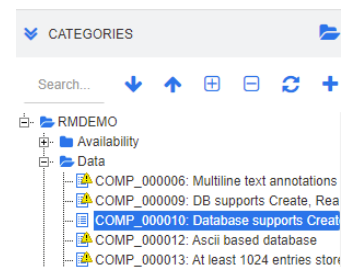 CATEGORIES
Search...
RMDEMO
Availability
Data
COMP_000006: Multiline text annotations
COMP_000009: DB supports Create, Rea
COMP_000010: Database supports Create
COMP_000012: Ascii based database
COMP_000013: At least 1024 entries store